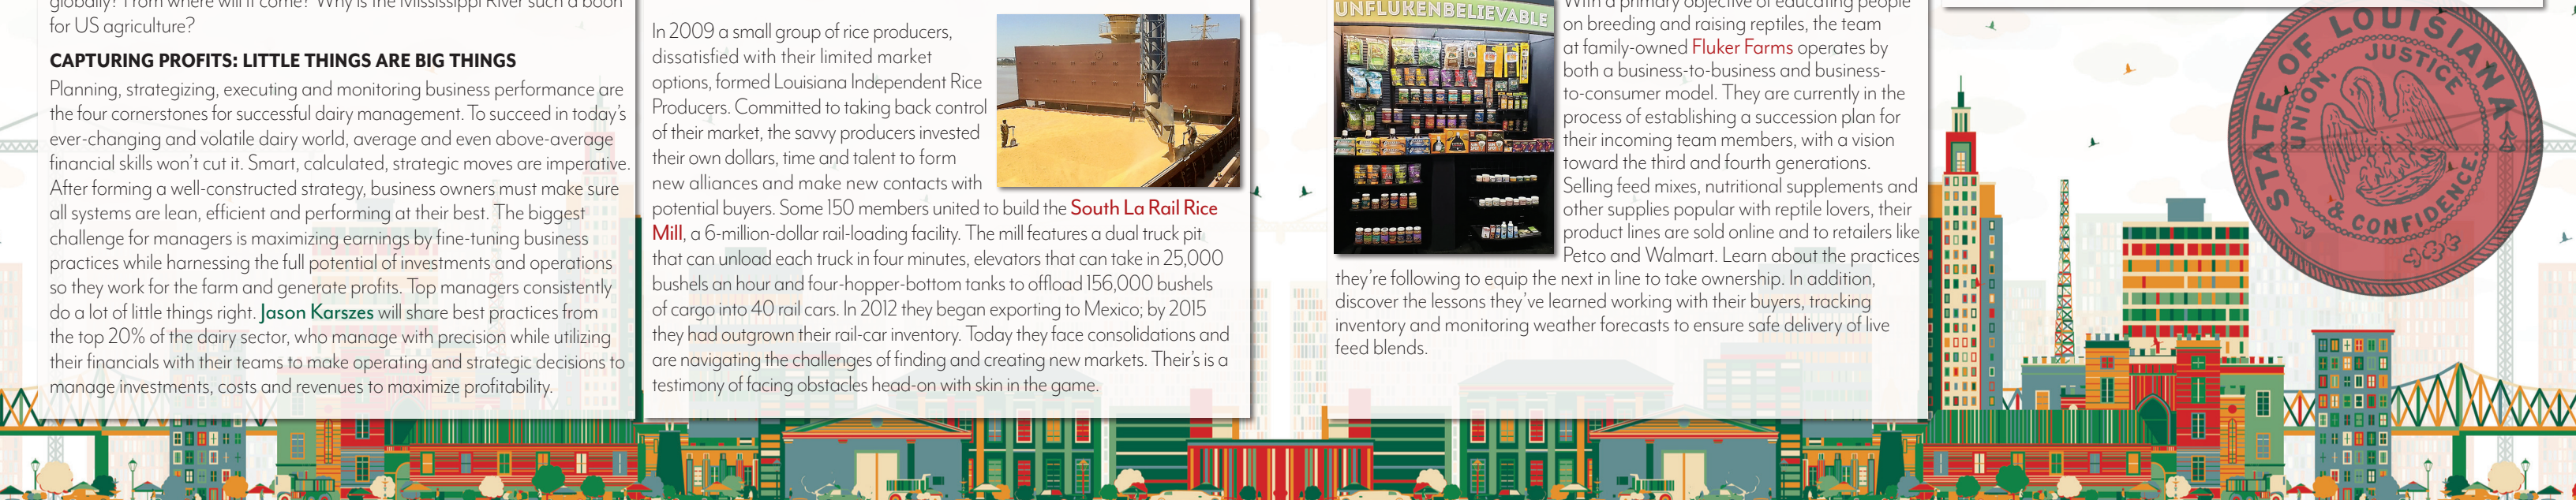 globally? From where will it come? Why is the Mississippi River such a boon
for US agriculture?
CAPTURING PROFITS: LITTLE THINGS ARE BIG THINGS
Planning, strategizing, executing and monitoring business performance are
the four cornerstones for successful dairy management. To succeed in today's
ever-changing and volatile dairy world, average and even above-average
financial skills won't cut it. Smart, calculated, strategic moves are imperative.
After forming a well-constructed strategy, business owners must make sure
all systems are lean, efficient and performing at their best. The biggest
challenge for managers is maximizing earnings by fine-tuning business
practices while harnessing the full potential of investments and operations
so they work for the farm and generate profits. Top managers consistently
do a lot of little things right. Jason Karszes will share best practices from
the top 20% of the dairy sector, who manage with precision while utilizing
their financials with their teams to make operating and strategic decisions to
manage investments, costs and revenues to maximize profitability.
In 2009 a small group of rice producers,
dissatisfied with their limited market
options, formed Louisiana Independent Rice
Producers. Committed to taking back control
of their market, the savvy producers invested
their own dollars, time and talent to form
new alliances and make new contacts with
potential buyers. Some 150 members united to build the South La Rail Rice
Mill, a 6-million-dollar rail-loading facility. The mill features a dual truck pit
that can unload each truck in four minutes, elevators that can take in 25,000
bushels an hour and four-hopper-bottom tanks to offload 156,000 bushels
of cargo into 40 rail cars. In 2012 they began exporting to Mexico; by 2015
they had outgrown their rail-car inventory. Today they face consolidations and
are navigating the challenges of finding and creating new markets. Their's is a
testimony of facing obstacles head-on with skin in the game.
UNFLUKENBELIEVABLE
With a primary objective of educating people
on breeding and raising reptiles, the team
at family-owned Fluker Farms operates by
both a business-to-business and business-
to-consumer model. They are currently in the
process of establishing a succession plan for
their incoming team members, with a vision
toward the third and fourth generations.
Selling feed mixes, nutritional supplements and
other supplies popular with reptile lovers, their
product lines are sold online and to retailers like
Petco and Walmart. Learn about the practices
they're following to equip the next in line to take ownership. In addition,
discover the lessons they've learned working with their buyers, tracking
inventory and monitoring weather forecasts to ensure safe delivery of live
feed blends.
STATE OF LOUISIANA
UNION, JUSTICE
& CONFIDENCE